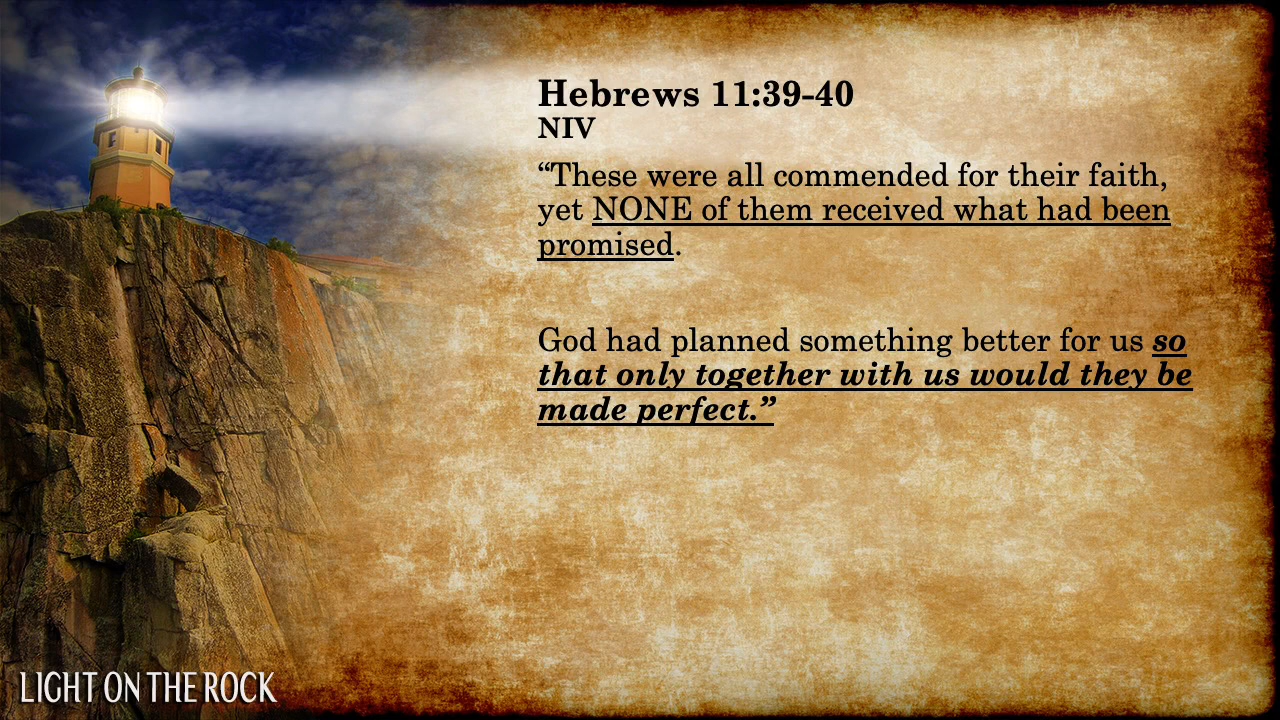 Hebrews 11:39-40
NIV
“These were all commended for their faith,
yet NONE of them received what had been
promised.
God had planned something better for us so
that only together with us would they be
made perfect.”
LIGHT ON THE ROCK